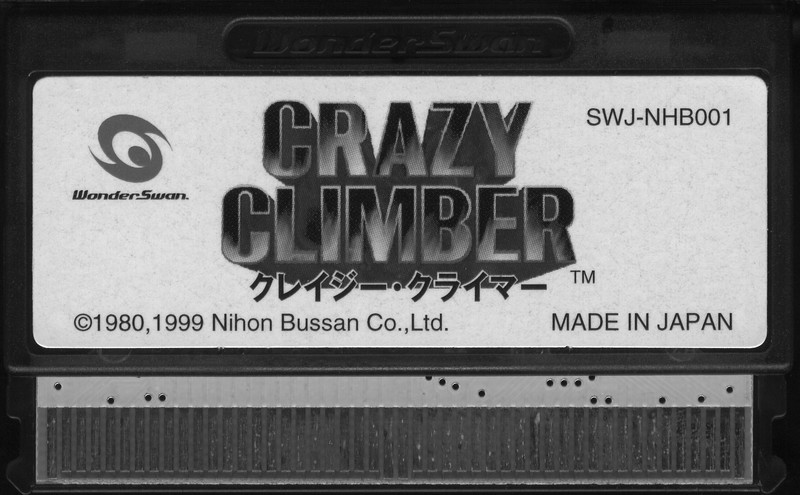 WonderSwan
SWJ-NHB001
CRAZY
CLIMBER
WonderSwan.
クレイジー・クライマー
TM
©1980,1999 Nihon Bussan Co.,Ltd.
MADE IN JAPAN